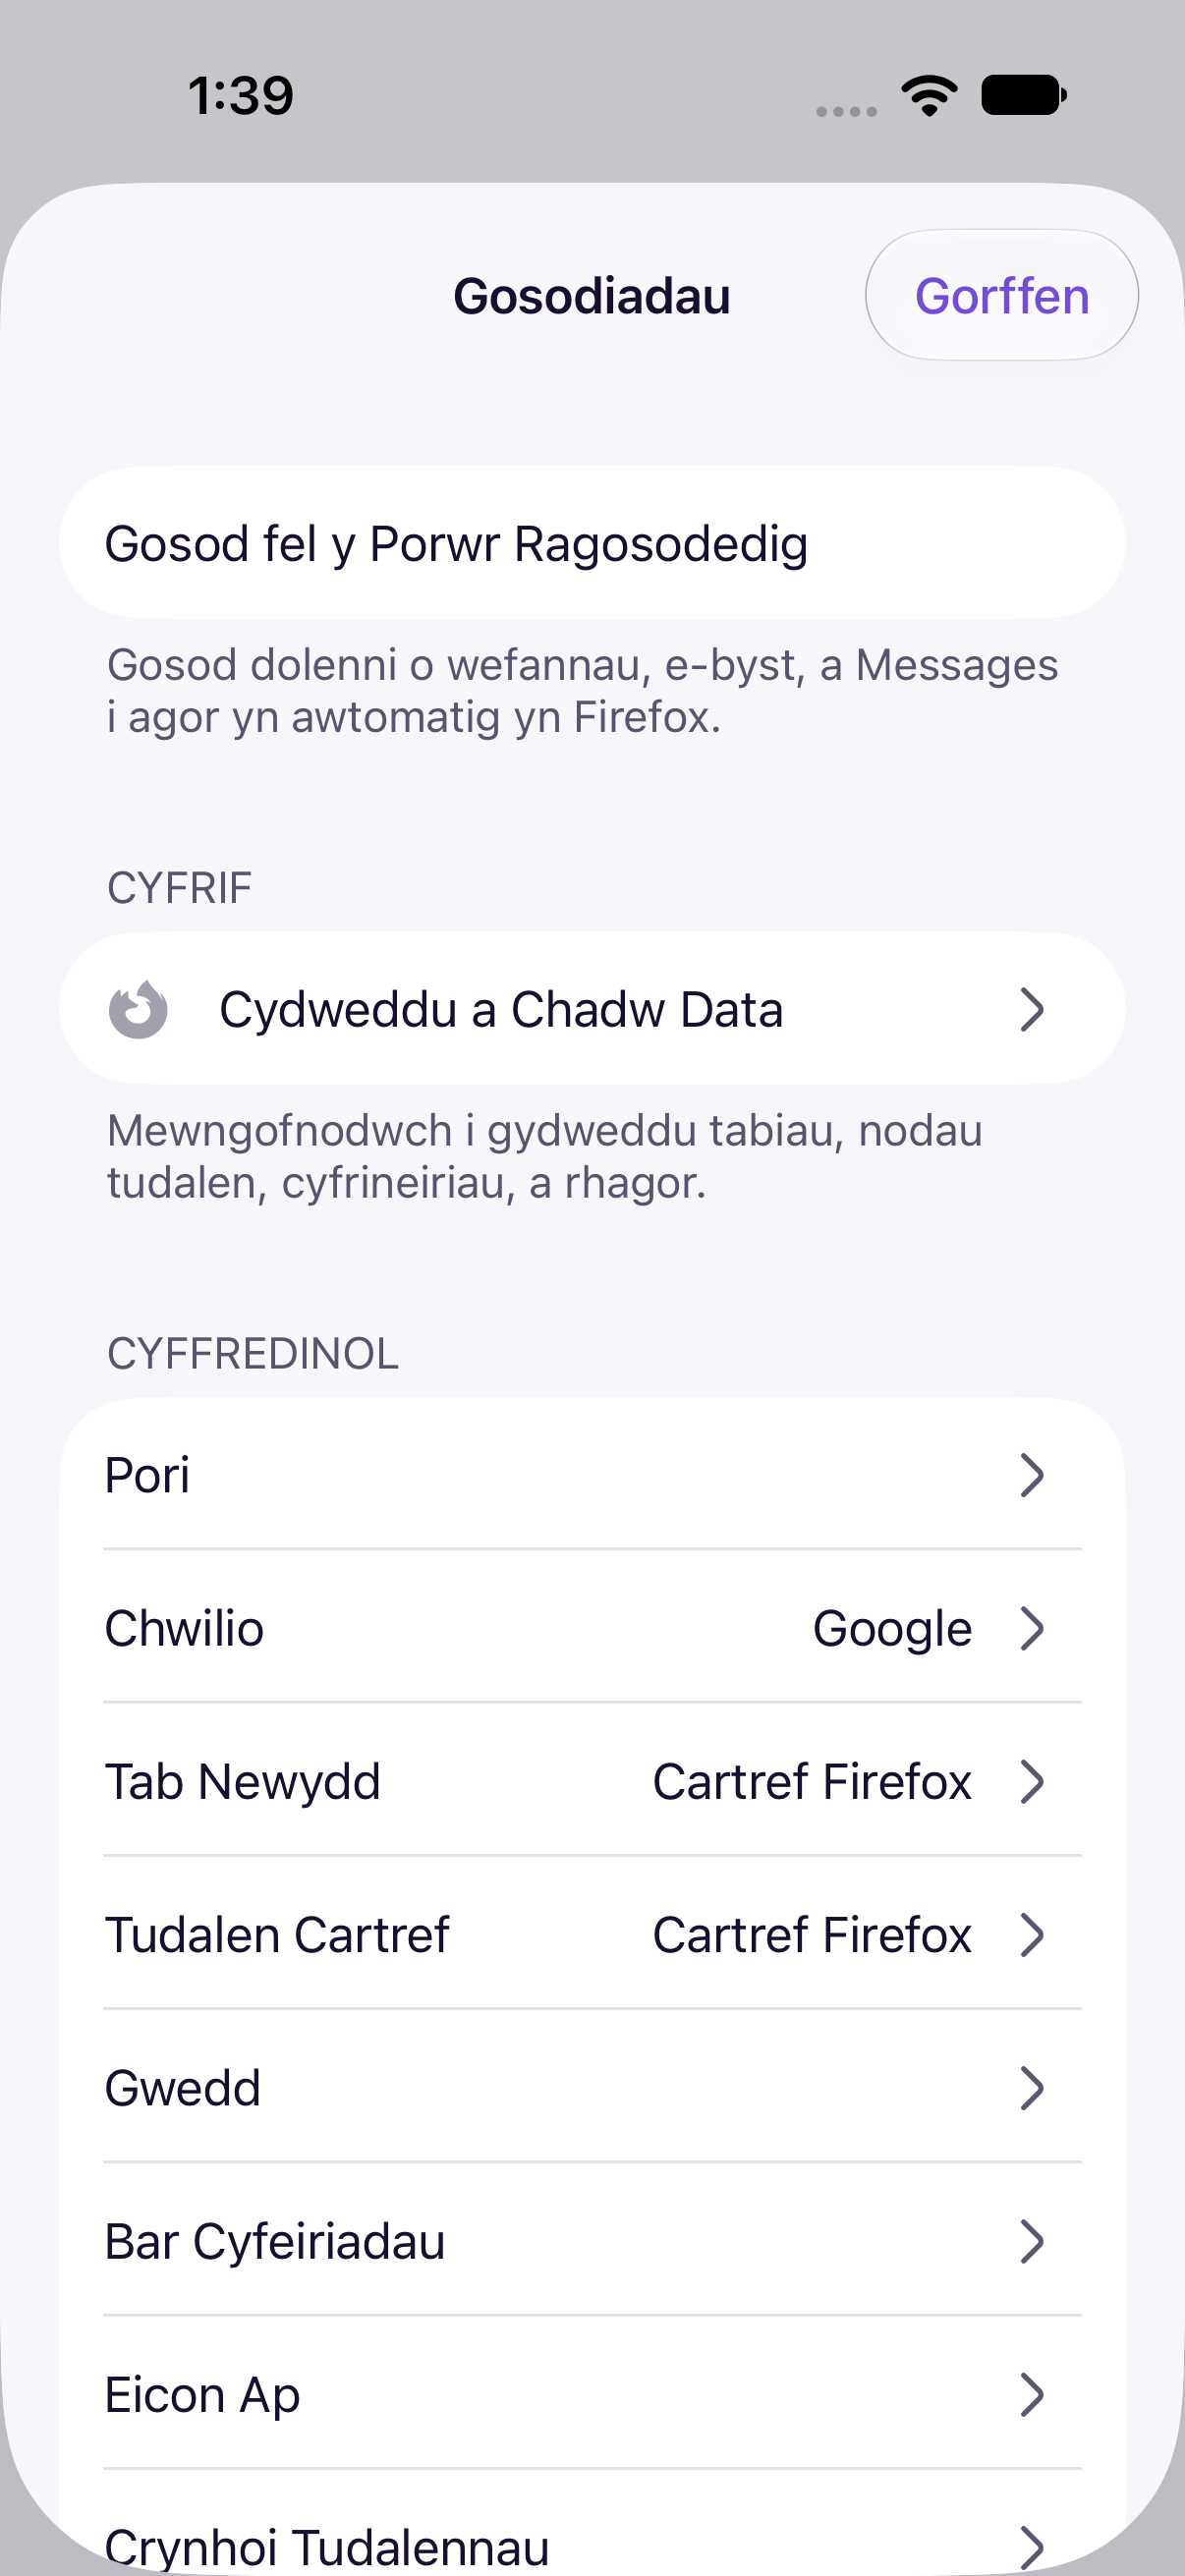 1:39
Gosodiadau
Gorffen
Gosod fel y Porwr Ragosodedig
Gosod dolenni o wefannau, e-byst, a Messages
i agor yn awtomatig yn Firefox.
CYFRIF
Cydweddu a Chadw Data
Mewngofnodwch i gydweddu tabiau, nodau
tudalen, cyfrineiriau, a rhagor.
CYFFREDINOL
Pori
Chwilio Google
Tab Newydd Cartref Firefox
Tudalen Cartref Cartref Firefox
Gwedd
Bar Cyfeiriadau
Eicon Ap
Crynhoi Tudalennau